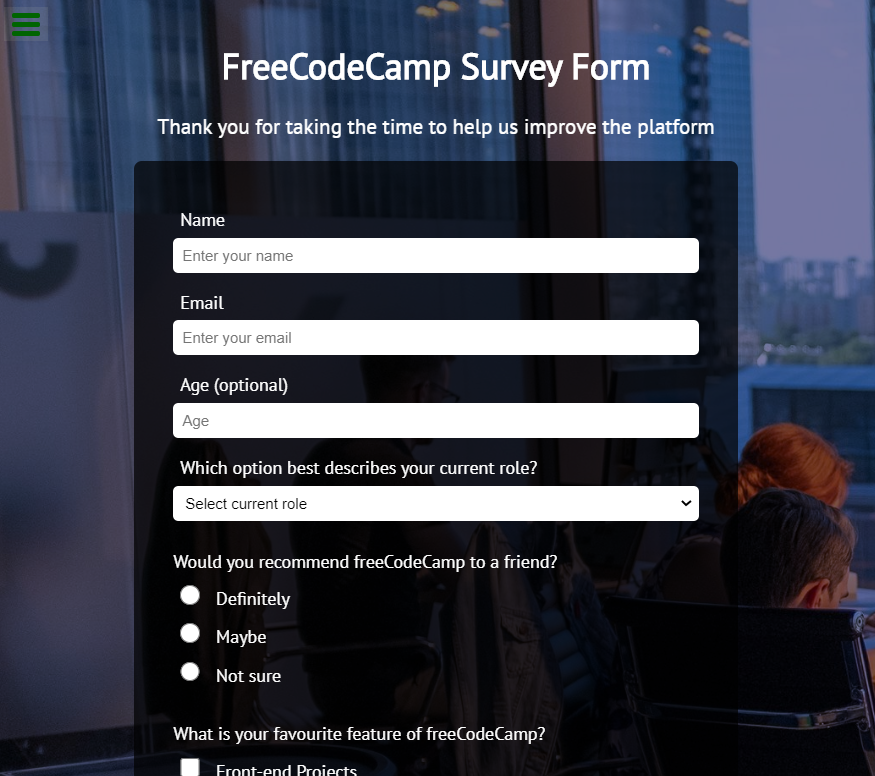 FreeCodeCamp Survey Form
Thank you for taking the time to help us improve the platform
Name
Enter your name
Email
Enter your email
Age (optional)
Age
Which option best describes your current role?
Select current role
Would you recommend freeCodeCamp to a friend?
Definitely
Maybe
Not sure
What is your favourite feature of freeCodeCamp?
Front-end Projects